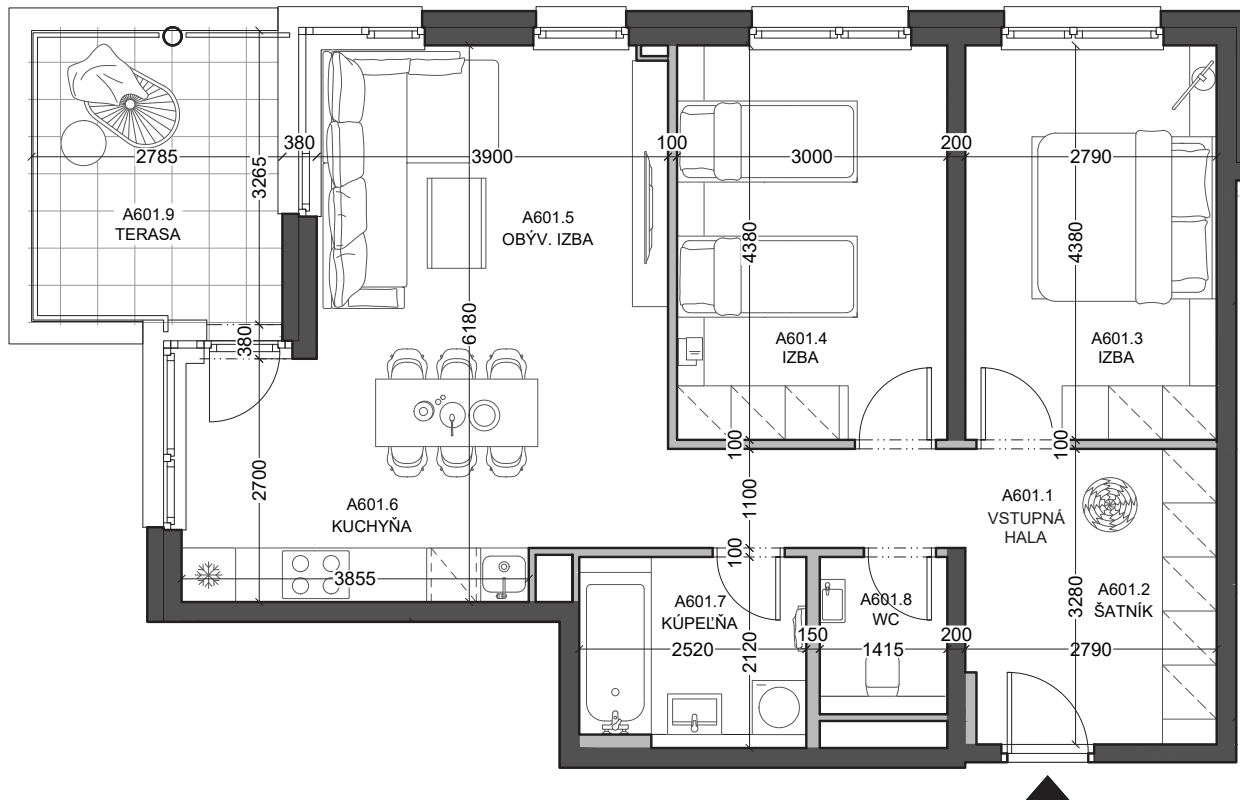 2785
3265
380
3900
100
3000
200
2790
A601.9
TERASA
A601.5
OBÝV. IZBA
4380
4380
380
6180
A601.4
IZBA
A601.3
IZBA
100
100
2700
A601.6
KUCHYŇA
1100
A601.1
VSTUPNÁ
HALA
100
3855
A601.7
KÚPEĽŇA
A601.8
WC
A601.2
ŠATNÍK
3280
2520
2120
150
1415
200
2790